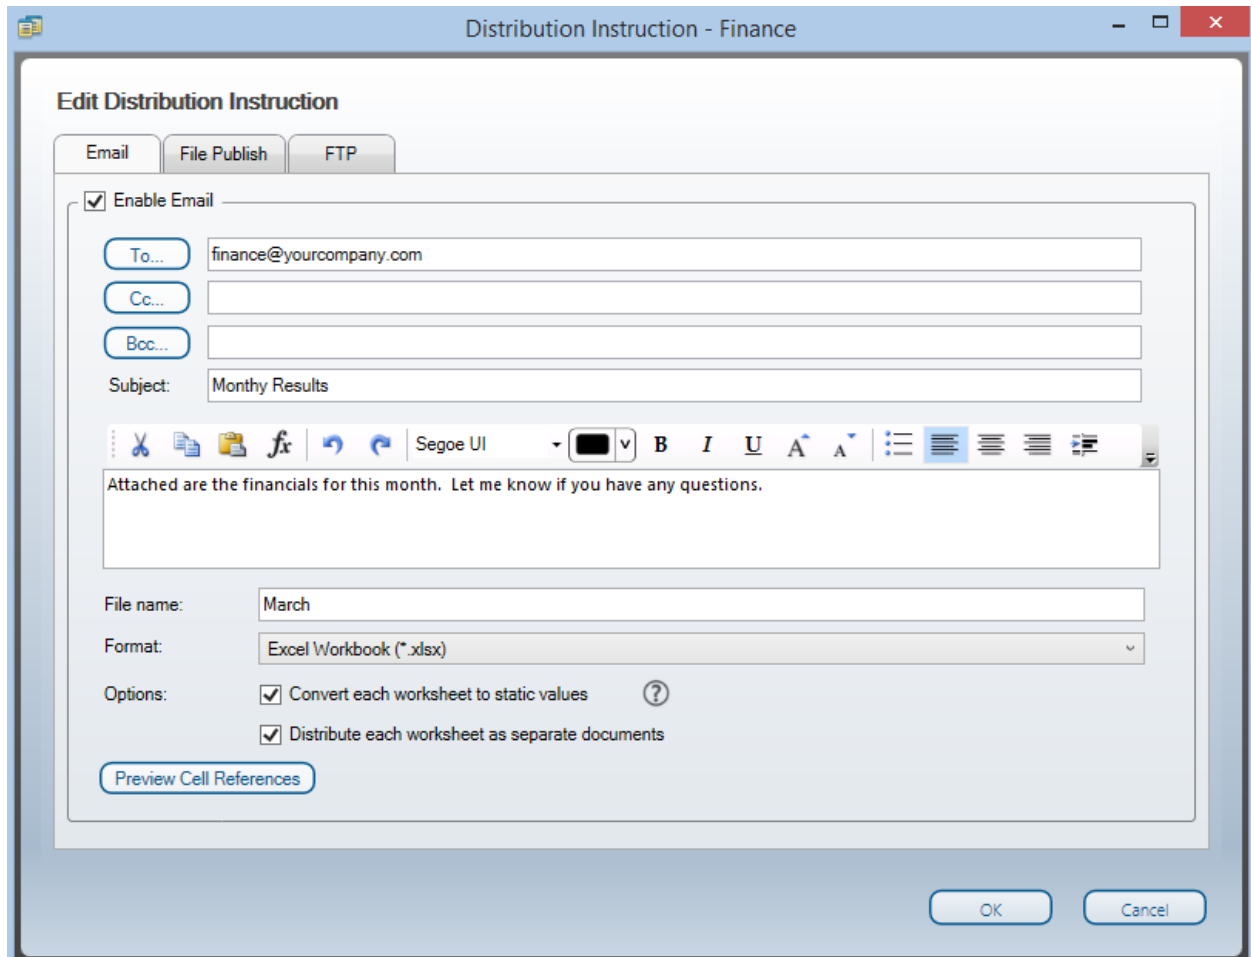 Distribution Instruction - Finance
Edit Distribution Instruction
Email File Publish FTP
Enable Email
To... finance@yourcompany.com
Cc...
Bcc...
Subject: Monthy Results
fx Segoe UI B I U A A
Attached are the financials for this month.  Let me know if you have any questions.
File name: March
Format: Excel Workbook (*.xlsx)
Options: Convert each worksheet to static values ?
Distribute each worksheet as separate documents
Preview Cell References
OK Cancel